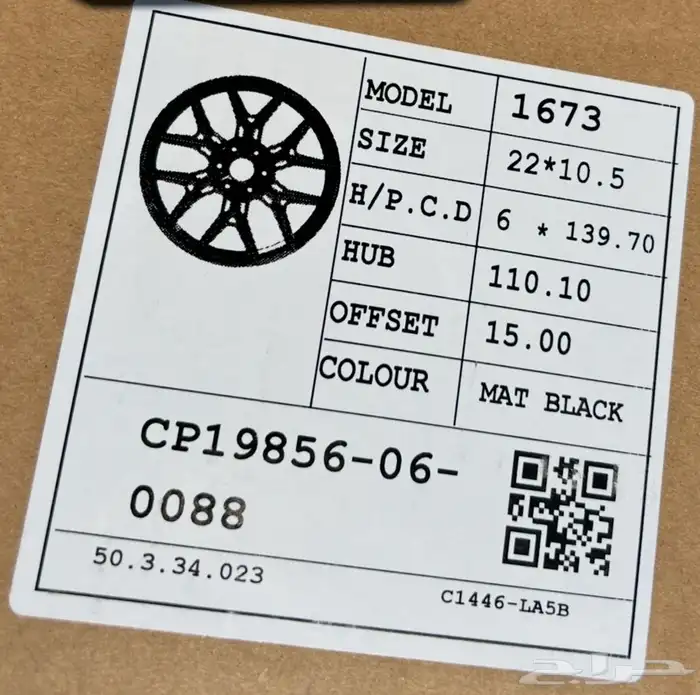 MODEL 1673
SIZE 22*10.5
H/P.C.D 6 * 139.70
HUB 110.10
OFFSET 15.00
COLOUR MAT BLACK
CP19856-06-
0088
50.3.34.023
C1446-LA5B
حراج